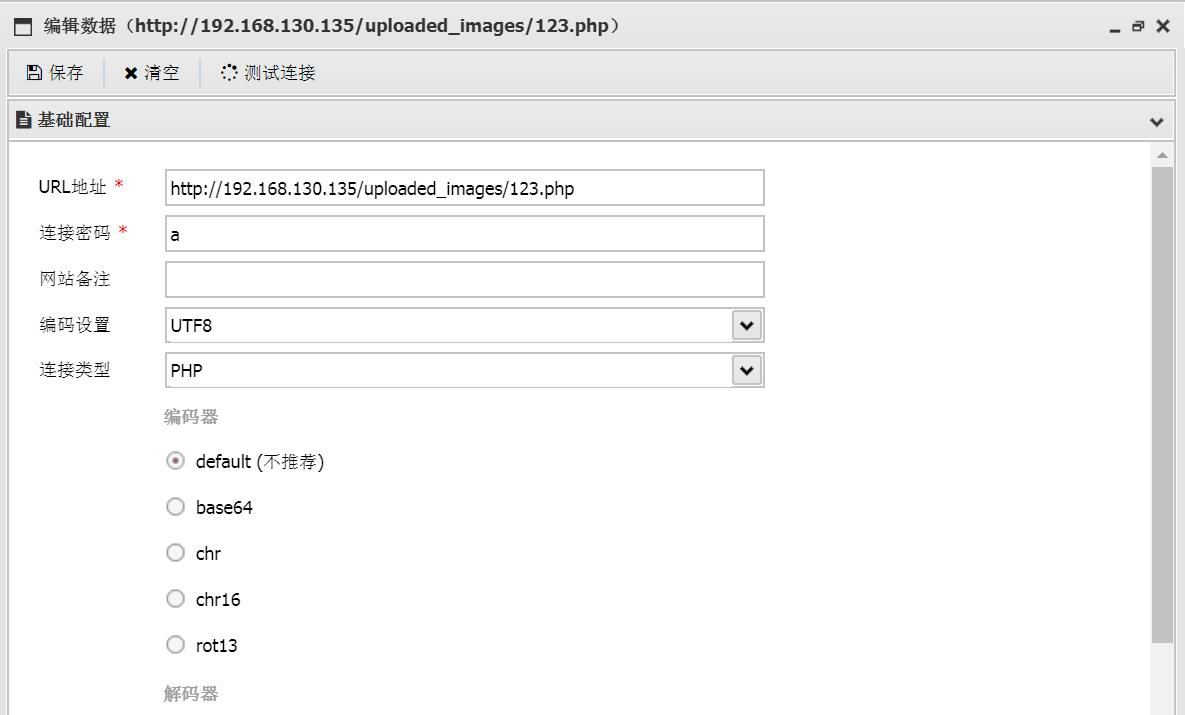 编辑数据（http://192.168.130.135/uploaded_images/123.php）
保存 清空 测试连接
基础配置
URL地址 * http://192.168.130.135/uploaded_images/123.php
连接密码 * a
网站备注
编码设置 UTF8
连接类型 PHP
编码器
default (不推荐)
base64
chr
chr16
rot13
解码器